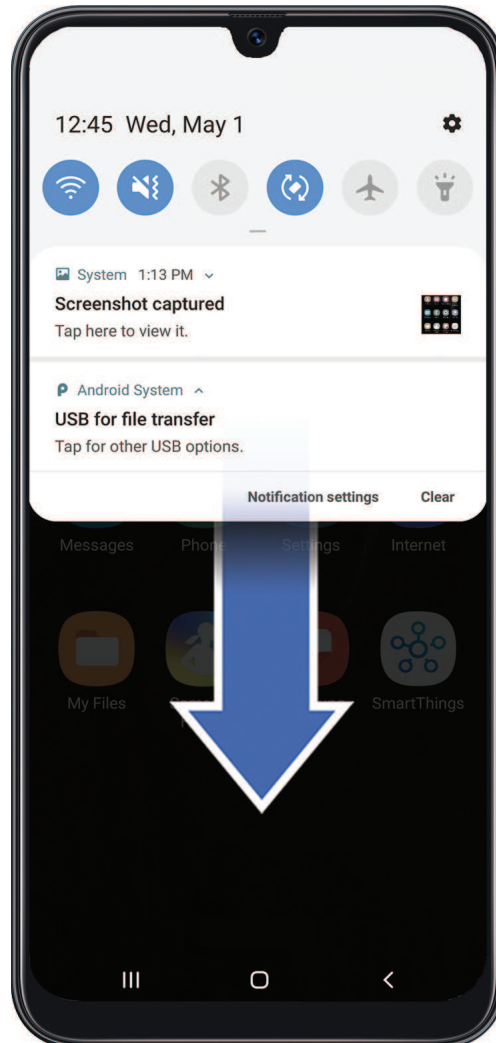 12:45 Wed, May 1
System 1:13 PM
Screenshot captured
Tap here to view it.
Android System
USB for file transfer
Tap for other USB options.
Notification settings Clear
Messages Phone Settings Internet
My Files SmartThings